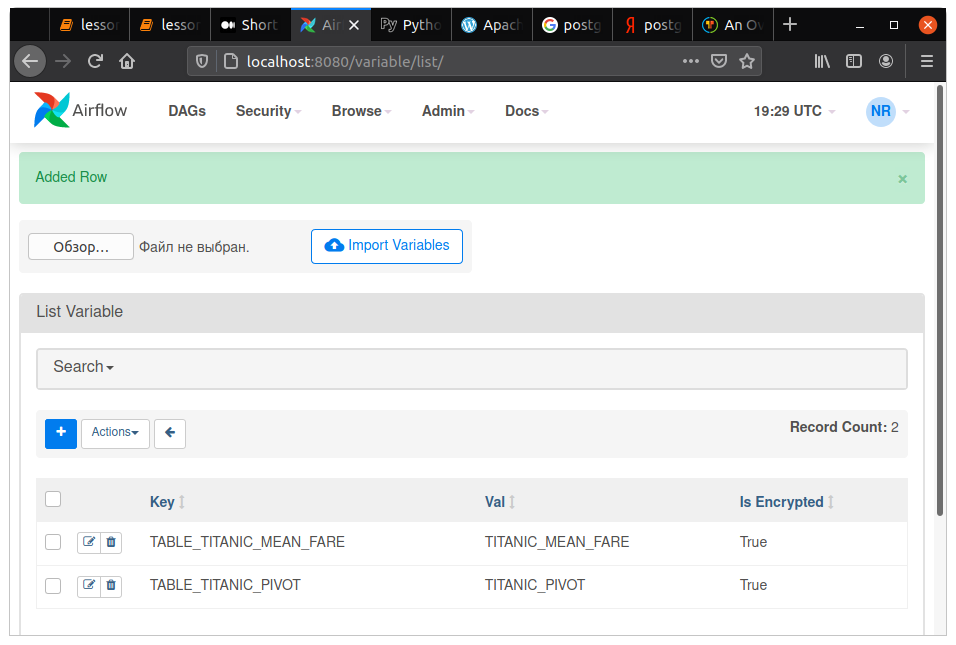 lesso lesso Short Air Pytho Apach postg postg An Ov
localhost:8080/variable/list/
Airflow DAGs Security Browse Admin Docs 19:29 UTC NR
Added Row ×
Обзор... Файл не выбран. Import Variables
List Variable
Search
+ Actions Record Count: 2
Key Val Is Encrypted
TABLE_TITANIC_MEAN_FARE TITANIC_MEAN_FARE True
TABLE_TITANIC_PIVOT TITANIC_PIVOT True